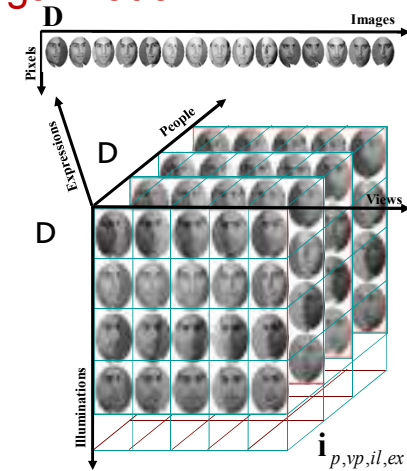 D
Images
Pixels
People
Expressions
D
D
Views
Illuminations
i p,vp,il,ex